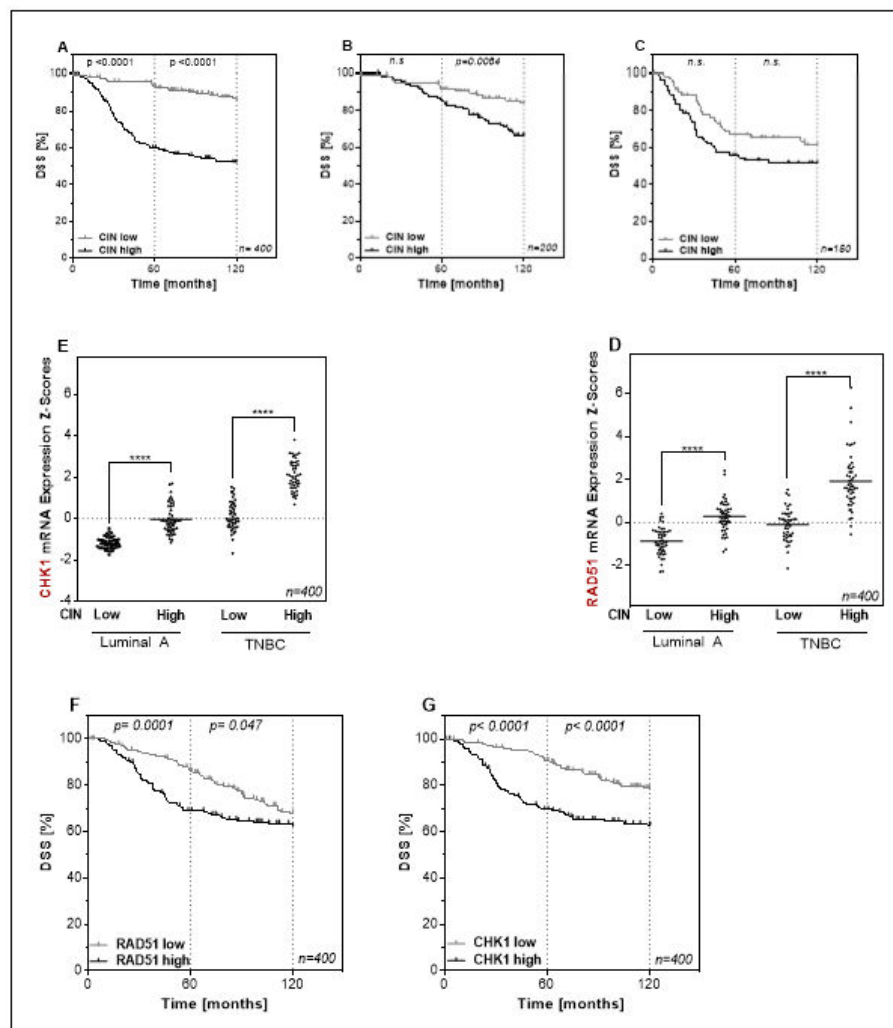 A
p <0.0001 p <0.0001
100
80
60
40
20
0
DSS [%]
CIN low
CIN high
n= 400
0 60 120
Time [months]
B
n.s p=0.0064
100
80
60
40
20
0
DSS [%]
CIN low
CIN high
n=200
0 60 120
Time [months]
C
n.s. n.s.
100
80
60
40
20
0
DSS [%]
CIN low
CIN high
n=150
0 60 120
Time [months]
E
CHK1 mRNA Expression Z-Scores
6
4
2
0
-2
-4
****
****
n=400
CIN Low High Low High
Luminal A TNBC
D
RAD51 mRNA Expression Z-Scores
6
4
2
0
-2
****
****
n=400
Low High Low High
Luminal A TNBC
F
p= 0.0001 p= 0.047
100
80
60
40
20
0
DSS [%]
RAD51 low
RAD51 high
n=400
0 60 120
Time [months]
G
p< 0.0001 p< 0.0001
100
80
60
40
20
0
DSS [%]
CHK1 low
CHK1 high
n=400
0 60 120
Time [months]